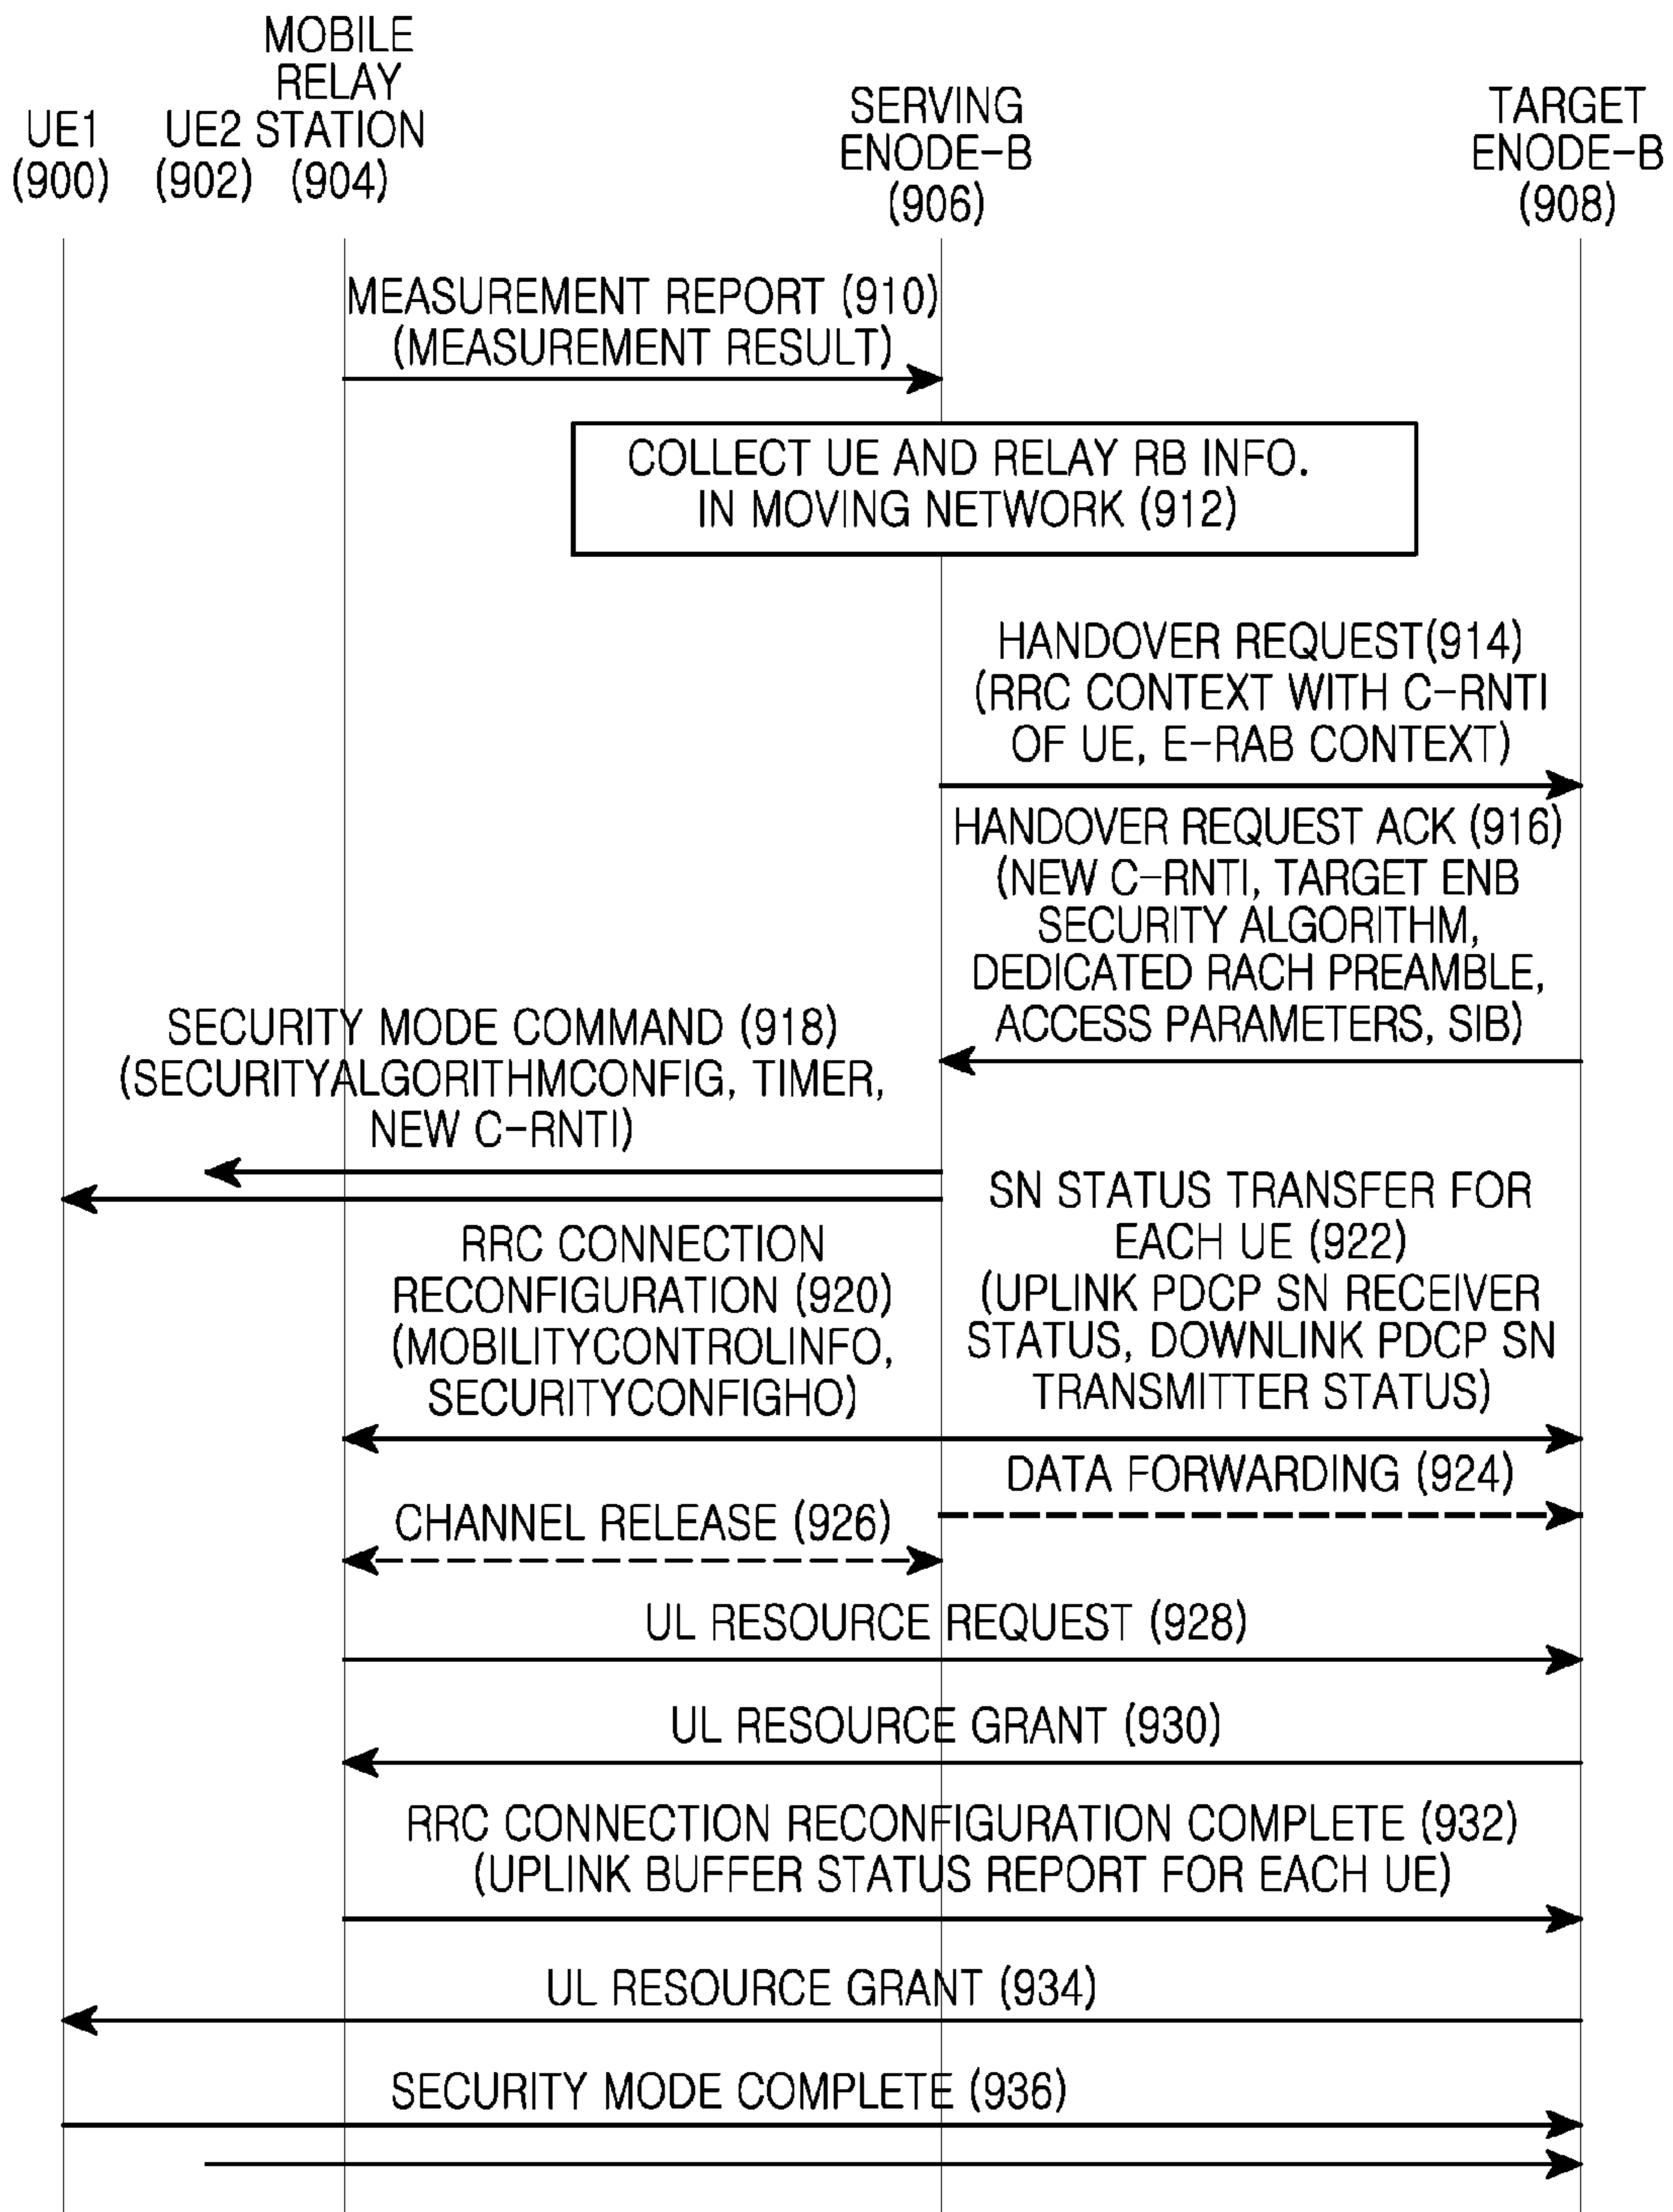 MOBILE
RELAY
UE1 UE2 STATION
(900) (902) (904)
SERVING
ENODE-B
(906)
TARGET
ENODE-B
(908)
MEASUREMENT REPORT (910)
(MEASUREMENT RESULT)
COLLECT UE AND RELAY RB INFO.
IN MOVING NETWORK (912)
HANDOVER REQUEST(914)
(RRC CONTEXT WITH C-RNTI
OF UE, E-RAB CONTEXT)
HANDOVER REQUEST ACK (916)
(NEW C-RNTI, TARGET ENB
SECURITY ALGORITHM,
DEDICATED RACH PREAMBLE,
ACCESS PARAMETERS, SIB)
SECURITY MODE COMMAND (918)
(SECURITYALGORITHMCONFIG, TIMER,
NEW C-RNTI)
RRC CONNECTION
RECONFIGURATION (920)
(MOBILITYCONTROLINFO,
SECURITYCONFIGHO)
SN STATUS TRANSFER FOR
EACH UE (922)
(UPLINK PDCP SN RECEIVER
STATUS, DOWNLINK PDCP SN
TRANSMITTER STATUS)
DATA FORWARDING (924)
CHANNEL RELEASE (926)
UL RESOURCE REQUEST (928)
UL RESOURCE GRANT (930)
RRC CONNECTION RECONFIGURATION COMPLETE (932)
(UPLINK BUFFER STATUS REPORT FOR EACH UE)
UL RESOURCE GRANT (934)
SECURITY MODE COMPLETE (936)